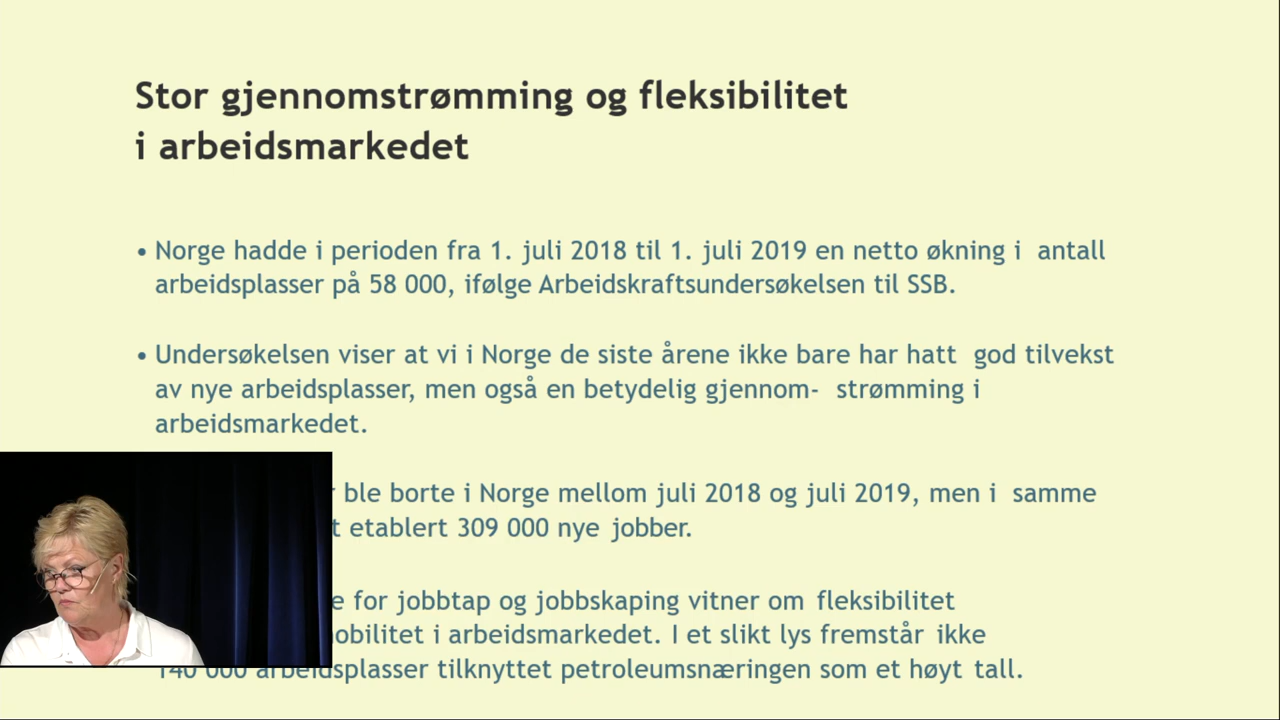 Stor gjennomstrømming og fleksibilitet
i arbeidsmarkedet
• Norge hadde i perioden fra 1. juli 2018 til 1. juli 2019 en netto økning i antall
arbeidsplasser på 58 000, ifølge Arbeidskraftsundersøkelsen til SSB.
• Undersøkelsen viser at vi i Norge de siste årene ikke bare har hatt god tilvekst
av nye arbeidsplasser, men også en betydelig gjennom- strømming i
arbeidsmarkedet.
ble borte i Norge mellom juli 2018 og juli 2019, men i samme
etablert 309 000 nye jobber.
for jobbtap og jobbskaping vitner om fleksibilitet
i arbeidsmarkedet. I et slikt lys fremstår ikke
140 000 arbeidsplasser tilknyttet petroleumsnæringen som et høyt tall.